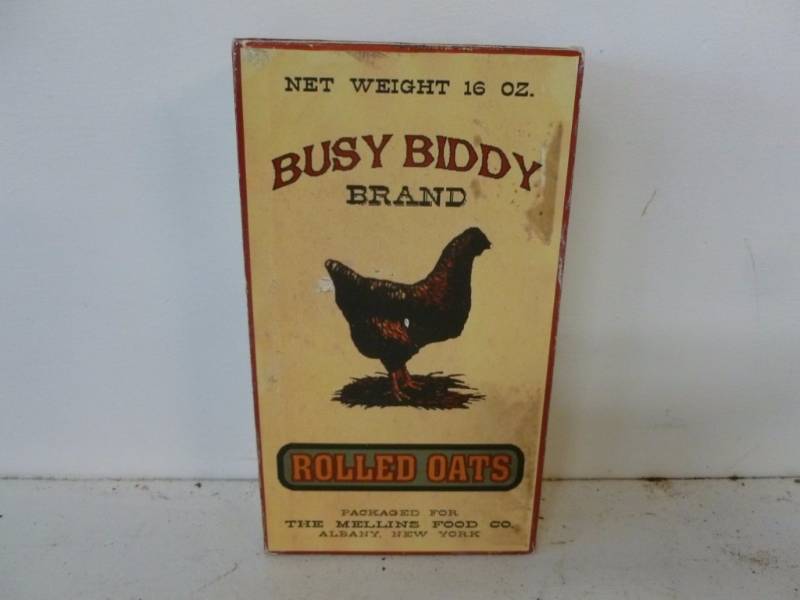 NET WEIGHT 16 OZ.
BUSY BIDDY
BRAND
ROLLED OATS
PACKAGED FOR
THE MELLINS FOOD CO.
ALBANY, NEW YORK